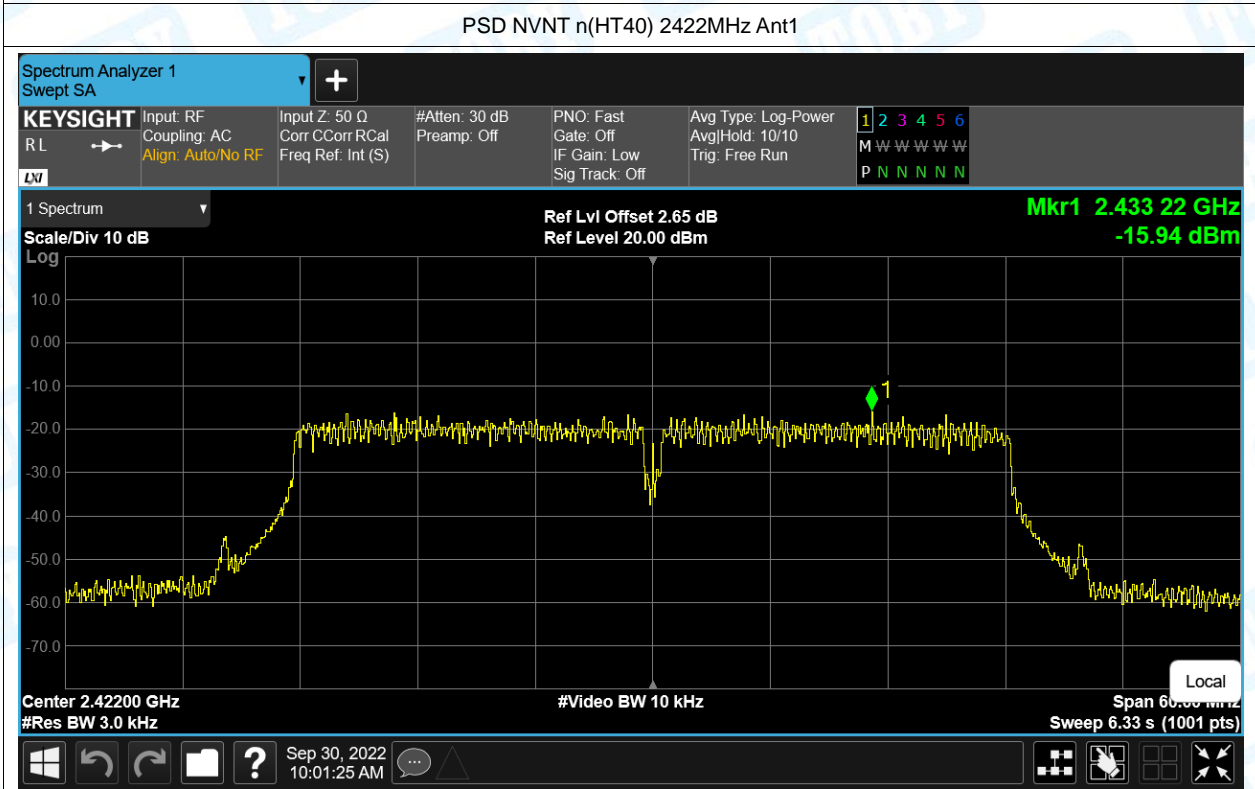 PSD NVNT n(HT40) 2422MHz Ant1
Spectrum Analyzer 1
Swept SA
KEYSIGHT
R L
LXI
Input: RF
Coupling: AC
Align: Auto/No RF
Input Z: 50 Ω
Corr CCorr RCal
Freq Ref: Int (S)
#Atten: 30 dB
Preamp: Off
PNO: Fast
Gate: Off
IF Gain: Low
Sig Track: Off
Avg Type: Log-Power
Avg|Hold: 10/10
Trig: Free Run
1 2 3 4 5 6
M W W W W W
P N N N N N
1 Spectrum
Scale/Div 10 dB
Ref Lvl Offset 2.65 dB
Ref Level 20.00 dBm
Mkr1 2.433 22 GHz
-15.94 dBm
Log
10.0
0.00
-10.0
-20.0
-30.0
-40.0
-50.0
-60.0
-70.0
1
Local
Center 2.42200 GHz
#Res BW 3.0 kHz
#Video BW 10 kHz
Span 60.00 MHz
Sweep 6.33 s (1001 pts)
?
Sep 30, 2022
10:01:25 AM